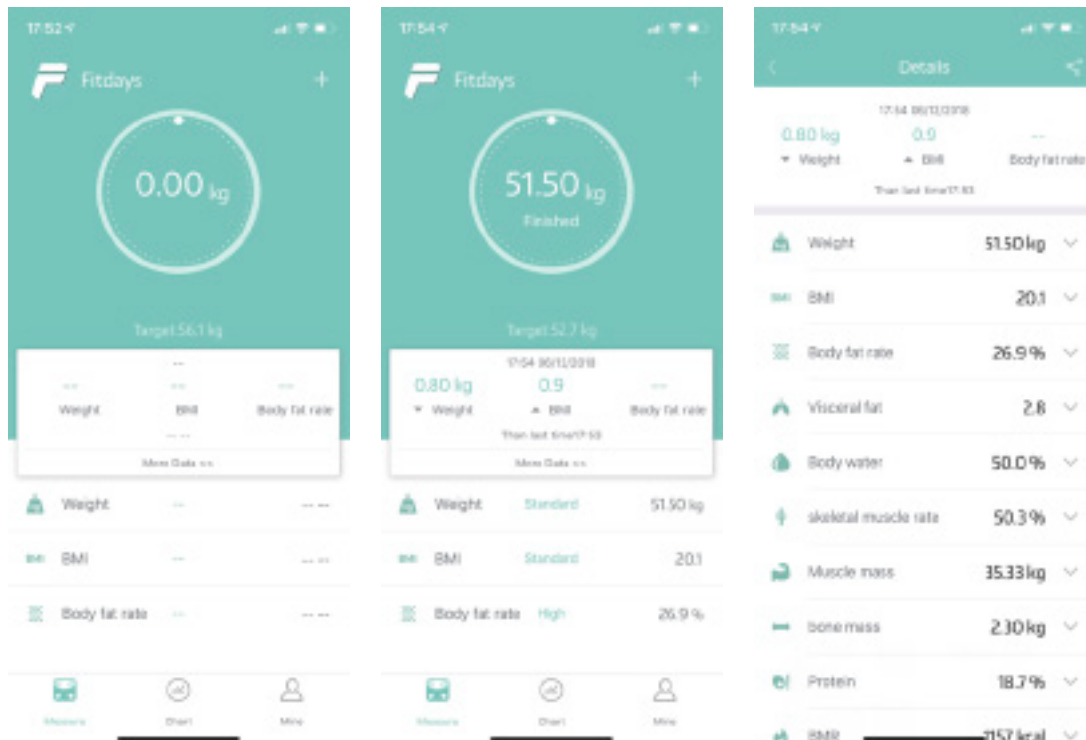 17:52
Fitdays
+
0.00 kg
Target:56.1 kg
--
-- -- --
Weight BMI Body fat rate
-- --
More Data <<
Weight -- -- --
BMI BMI -- -- --
Body fat rate -- -- --
Measure Chart Mine
17:54
Fitdays
+
51.50 kg
Finished
Target:52.7 kg
17:54 06/12/2018
0.80 kg 0.9 --
Weight BMI Body fat rate
Than last time17:53
More Data <<
Weight Standard 51.50 kg
BMI BMI Standard 20.1
Body fat rate High 26.9 %
Measure Chart Mine
17:54
Details
17:54 06/12/2018
0.80 kg 0.9 --
Weight BMI Body fat rate
Than last time17:53
Weight 51.50 kg
BMI BMI 20.1
Body fat rate 26.9 %
Visceral fat 2.8
Body water 50.0 %
skeletal muscle rate 50.3 %
Muscle mass 35.33 kg
bone mass 2.30 kg
Protein 18.7 %
BMR 1157 kcal